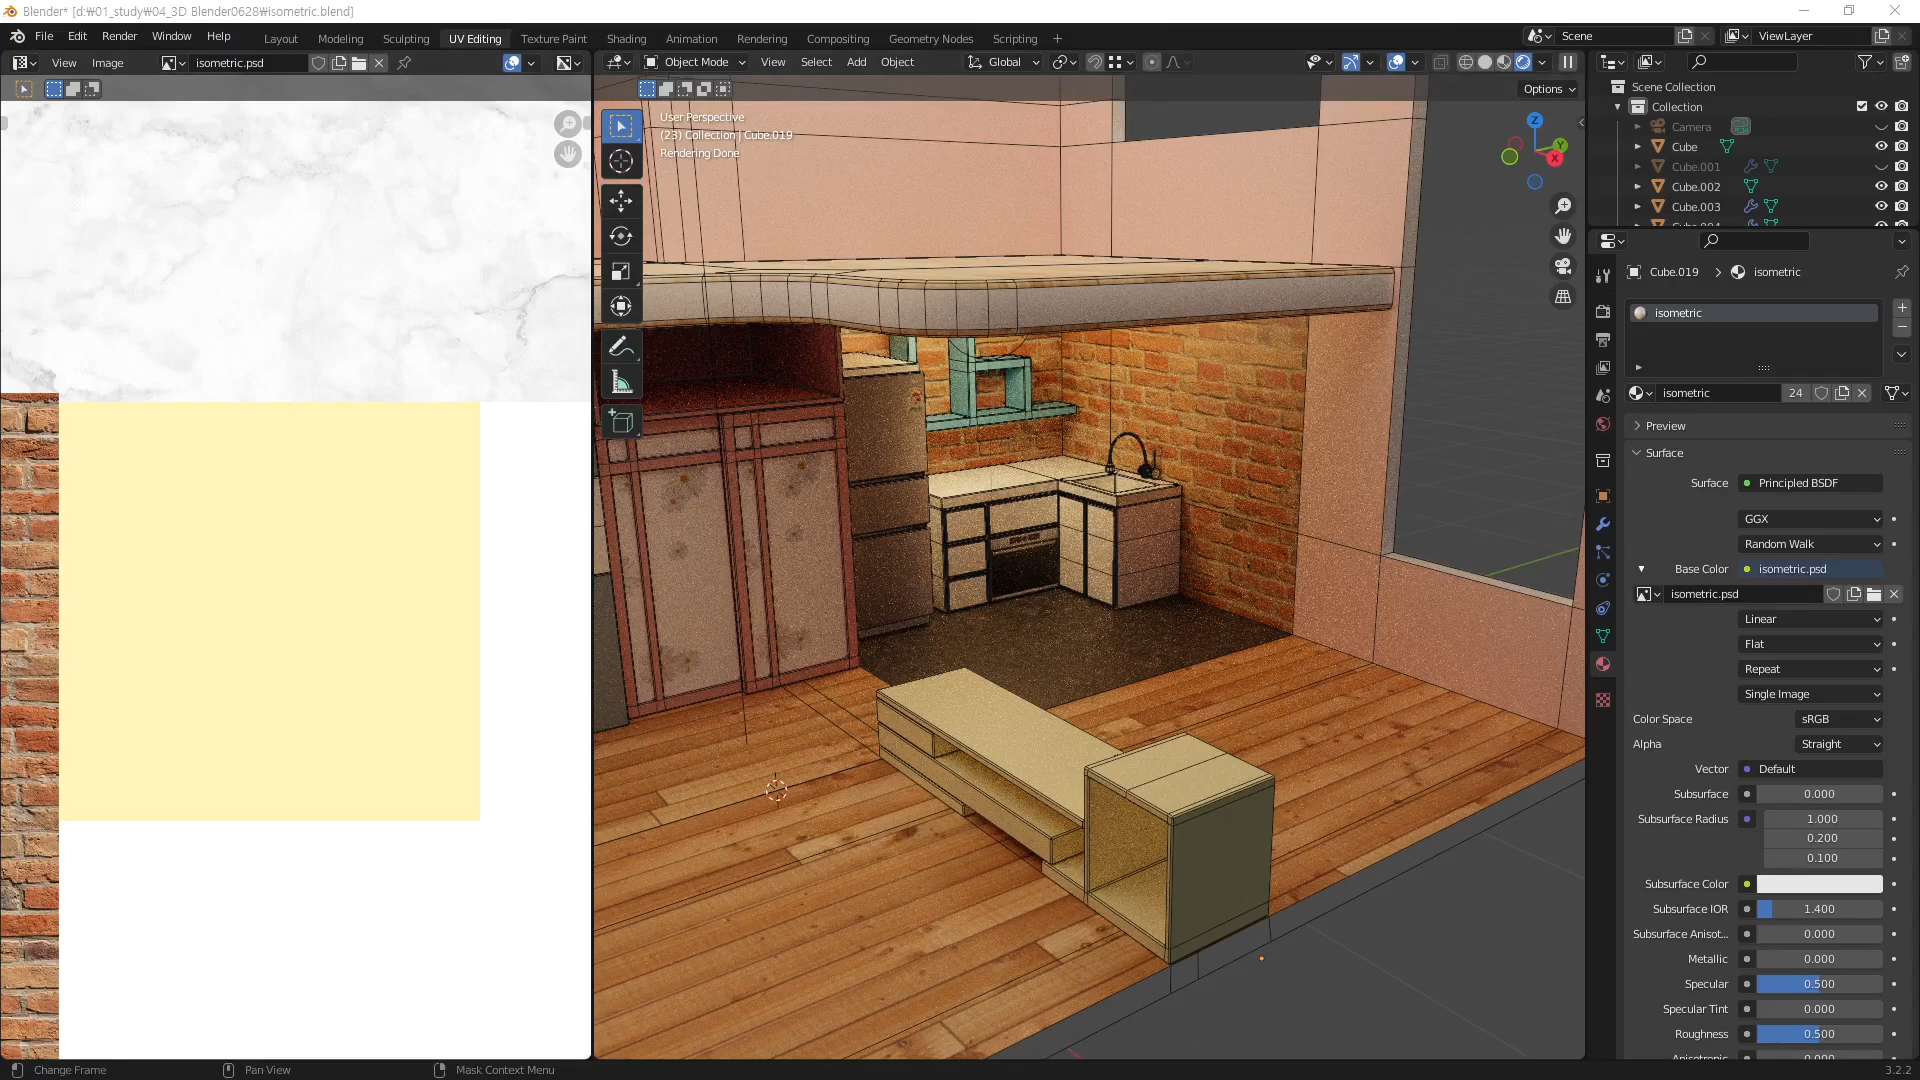 Blender* [d:₩01_study₩04_3D Blender0628₩isometric.blend]
File Edit Render Window Help Layout Modeling Sculpting UV Editing Texture Paint Shading Animation Rendering Compositing Geometry Nodes Scripting + Scene ViewLayer
View Image isometric.psd Object Mode View Select Add Object Global
Options
User Perspective
(23) Collection | Cube.019
Rendering Done
Z
Y
X
Scene Collection
Collection
Camera
Cube
Cube.001
Cube.002
Cube.003
Cube.019 > isometric
isometric
isometric 24
Preview
Surface
Surface Principled BSDF
GGX
Random Walk
Base Color isometric.psd
isometric.psd
Linear
Flat
Repeat
Single Image
Color Space sRGB
Alpha Straight
Vector Default
Subsurface 0.000
Subsurface Radius 1.000
0.200
0.100
Subsurface Color
Subsurface IOR 1.400
Subsurface Anisot... 0.000
Metallic 0.000
Specular 0.500
Specular Tint 0.000
Roughness 0.500
Change Frame Pan View Mask Context Menu 3.2.2